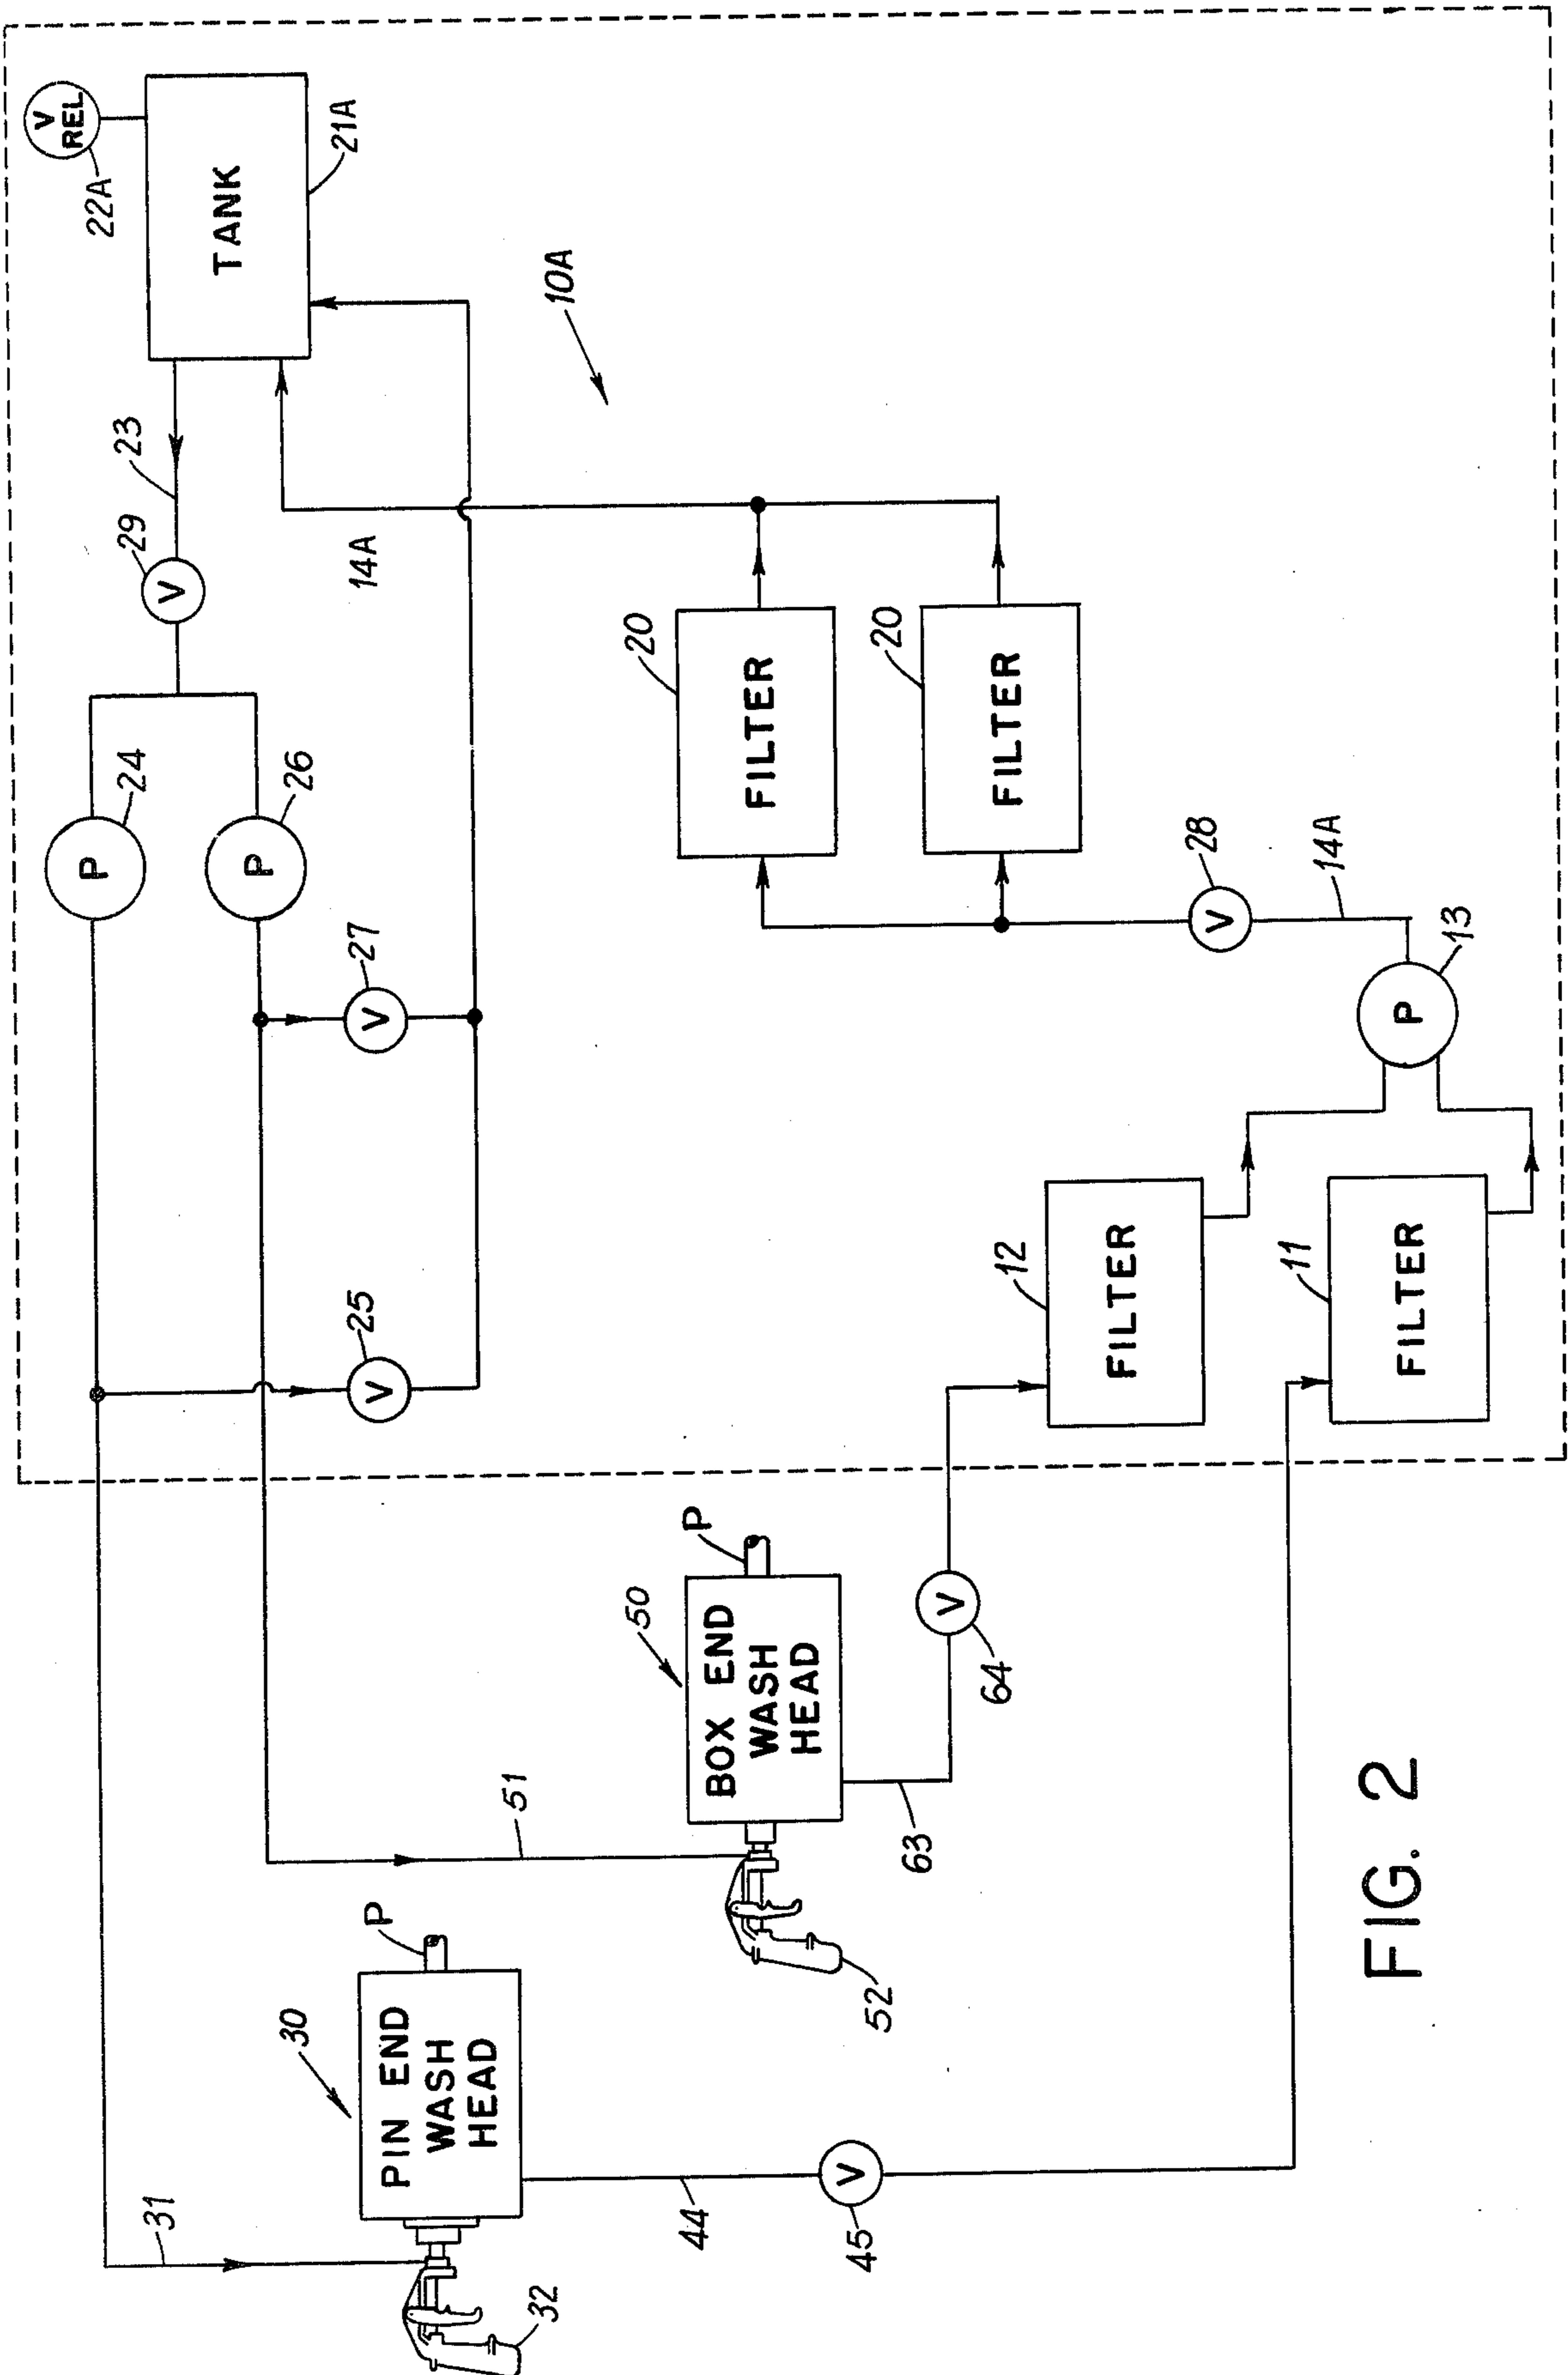 V
REL
22A
TANK
21A
23
29
V
P
24
P
26
14A
10A
27
V
25
V
20
FILTER
20
FILTER
28
V
14A
13
P
12
FILTER
11
FILTER
31
51
30
PIN END
WASH
HEAD
P
32
50
BOX END
WASH
HEAD
P
52
63
64
V
44
45
V
FIG. 2